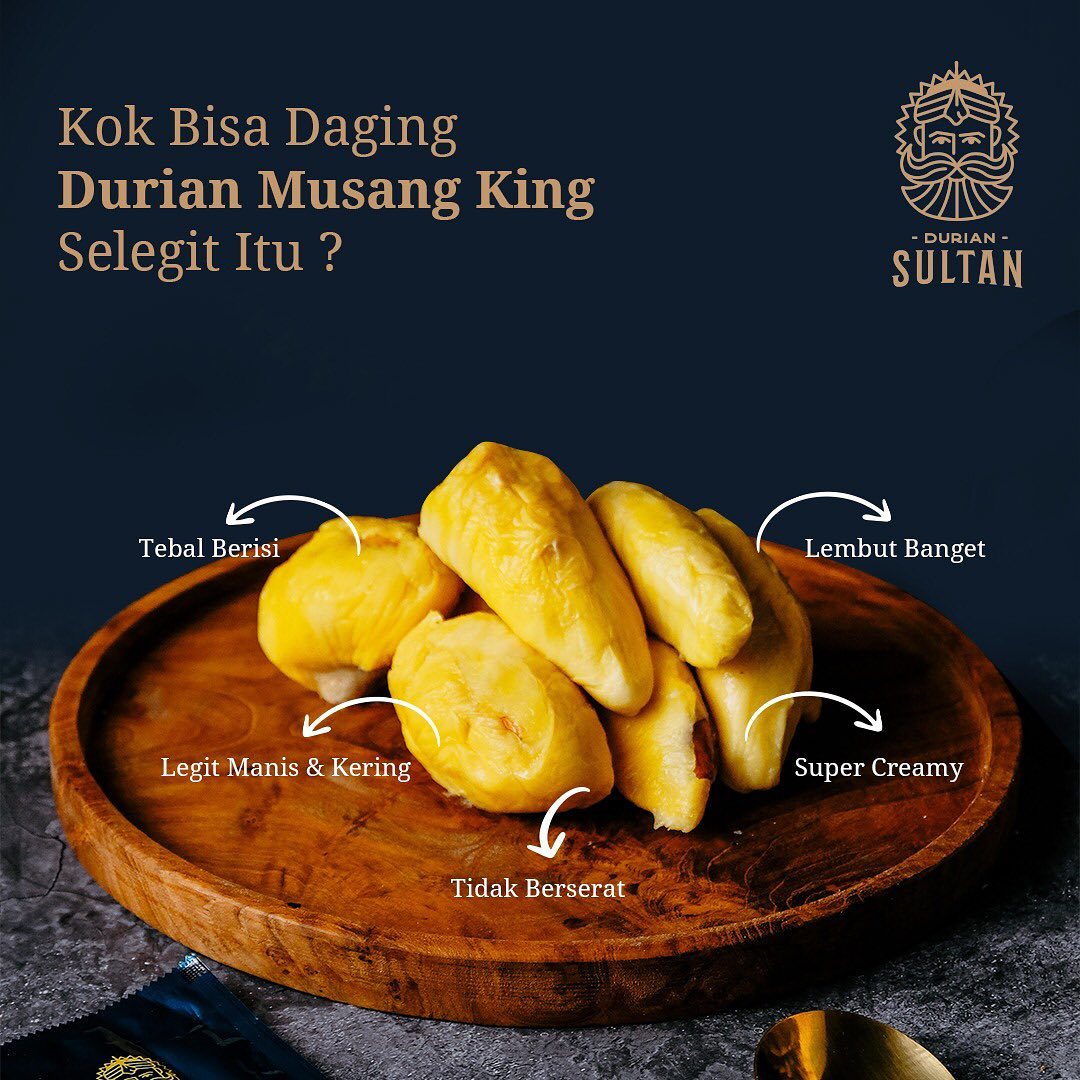 Kok Bisa Daging
Durian Musang King
Selegit Itu ?
- DURIAN -
SULTAN
Tebal Berisi
Lembut Banget
Legit Manis & Kering
Super Creamy
Tidak Berserat